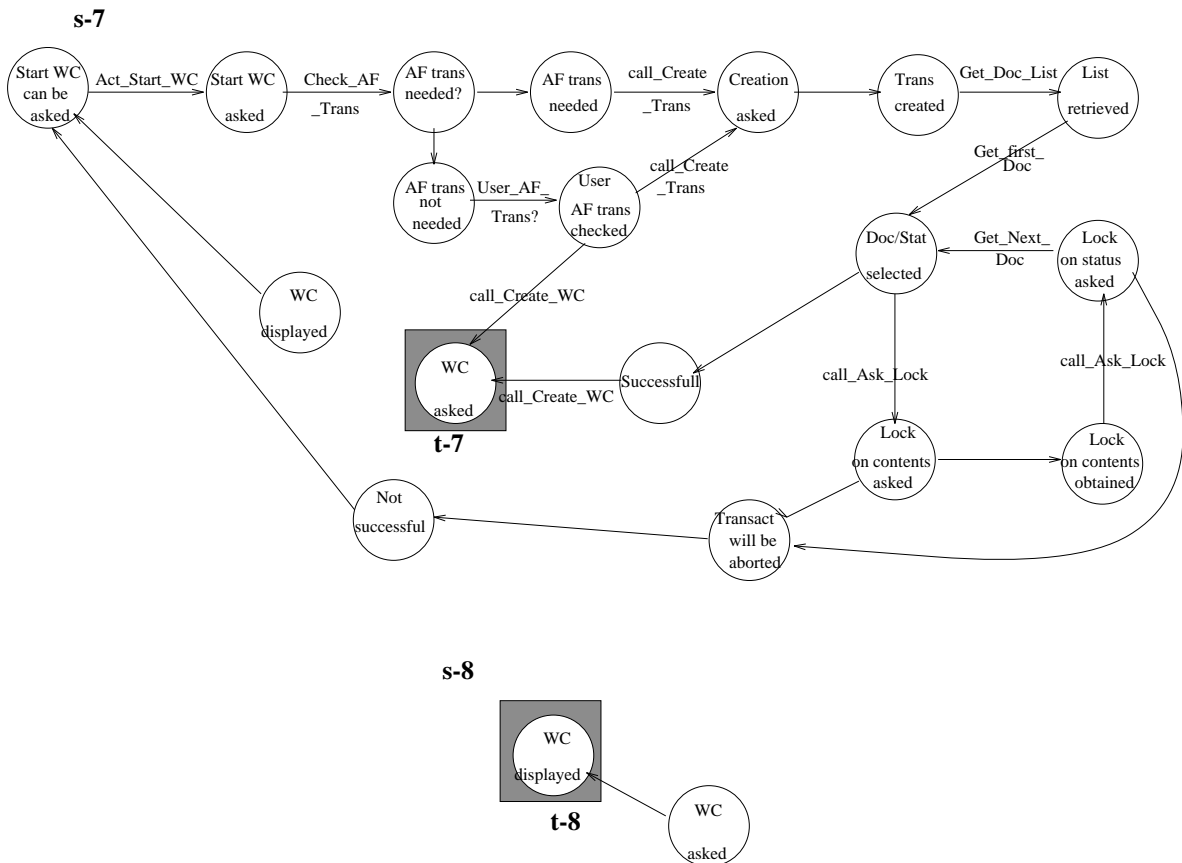 s-7
Start WC
can be
asked
Act_Start_WC
Start WC
asked
Check_AF
_Trans
AF trans
needed?
AF trans
needed
call_Create
_Trans
Creation
asked
Trans
created
Get_Doc_List
List
retrieved
AF trans
not
needed
User_AF_
Trans?
User
AF trans
checked
call_Create
_Trans
Get_first_
Doc
Doc/Stat
selected
Get_Next_
Doc
Lock
on status
asked
WC
displayed
call_Create_WC
WC
asked
t-7
call_Create_WC
Successfull
call_Ask_Lock
call_Ask_Lock
Lock
on contents
asked
Lock
on contents
obtained
Not
successful
Transact
will be
aborted
s-8
WC
displayed
t-8
WC
asked